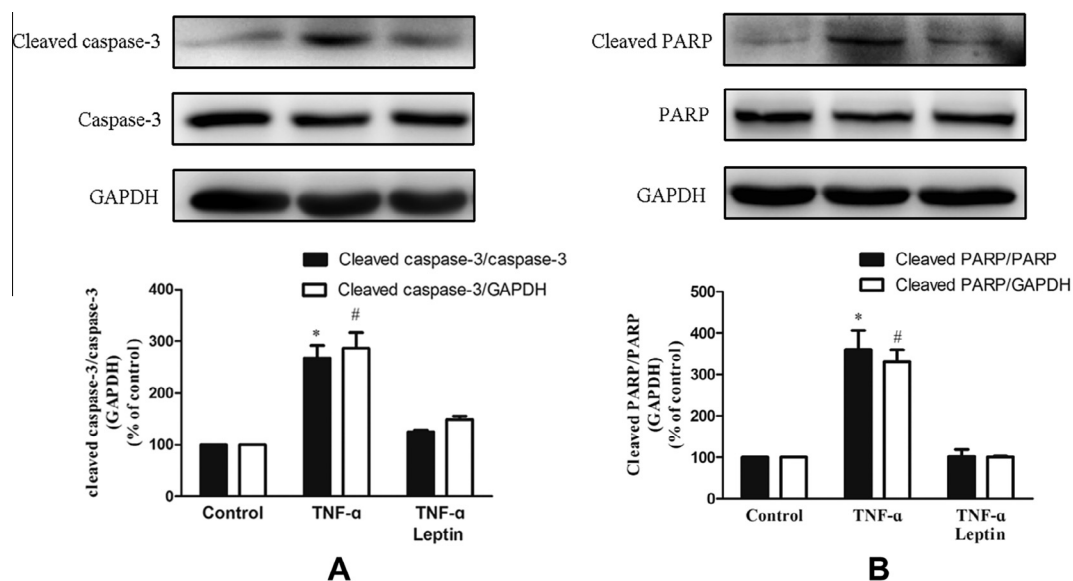 Cleaved caspase-3
Caspase-3
GAPDH
Cleaved caspase-3/caspase-3
Cleaved caspase-3/GAPDH
cleaved caspase-3/caspase-3
(GAPDH)
(% of control)
400
300
200
100
0
*
#
Control
TNF-α
TNF-α
Leptin
A
Cleaved PARP
PARP
GAPDH
Cleaved PARP/PARP
Cleaved PARP/GAPDH
Cleaved PARP/PARP
(GAPDH)
(% of control)
500
400
300
200
100
0
*
#
Control
TNF-α
TNF-α
Leptin
B